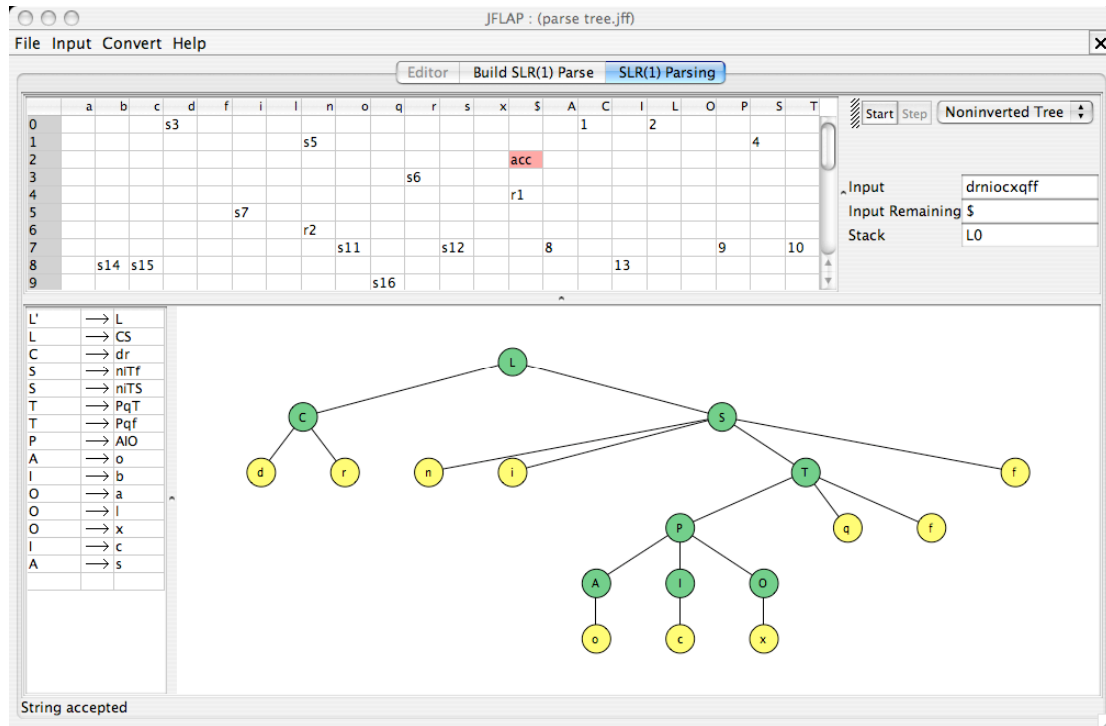 JFLAP : (parse tree.jff)
File Input Convert Help
Editor Build SLR(1) Parse SLR(1) Parsing
a b c d f i l n o q r s x $ A C I L O P S T
0 s3 1 2
1 s5 4
2 acc
3 s6
4 r1
5 s7
6 r2
7 s11 s12 8 9 10
8 s14 s15 13
9 s16
Start Step Noninverted Tree
Input drniocxqff
Input Remaining $
Stack L0
L' → L
L → CS
C → dr
S → niTf
S → niTS
T → PqT
T → Pqf
P → AIO
A → o
I → b
O → a
O → l
O → x
I → c
A → s
L
C S
d r n i T f
P q f
A I O
o c x
String accepted